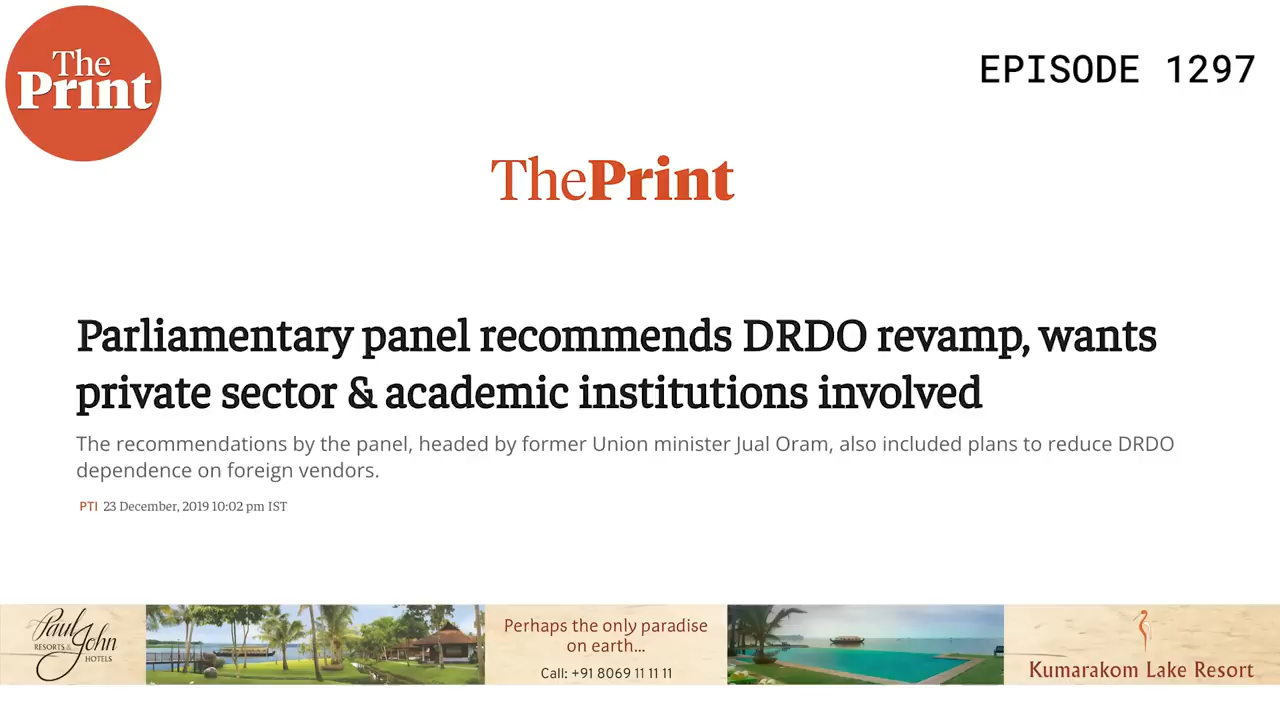 The
Print
EPISODE 1297
ThePrint
Parliamentary panel recommends DRDO revamp, wants
private sector & academic institutions involved
The recommendations by the panel, headed by former Union minister Jual Oram, also included plans to reduce DRDO
dependence on foreign vendors.
PTI 23 December, 2019 10:02 pm IST
Paul John
RESORTS & HOTELS
Perhaps the only paradise
on earth...
Call: +91 8069 11 11 11
Kumarakom Lake Resort